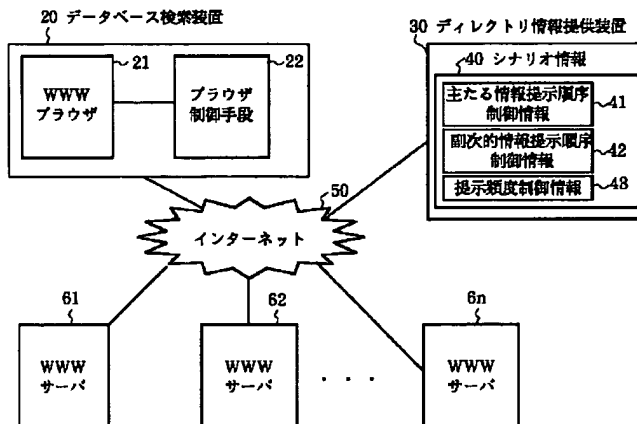 20 データベース検索装置
21
WWW
ブラウザ
22
ブラウザ
制御手段
30 ディレクトリ情報提供装置
40 シナリオ情報
主たる情報提示順序
制御情報
41
副次的情報提示順序
制御情報
42
提示頻度制御情報
43
50
インターネット
61
WWW
サーバ
62
WWW
サーバ
・・・
6n
WWW
サーバ